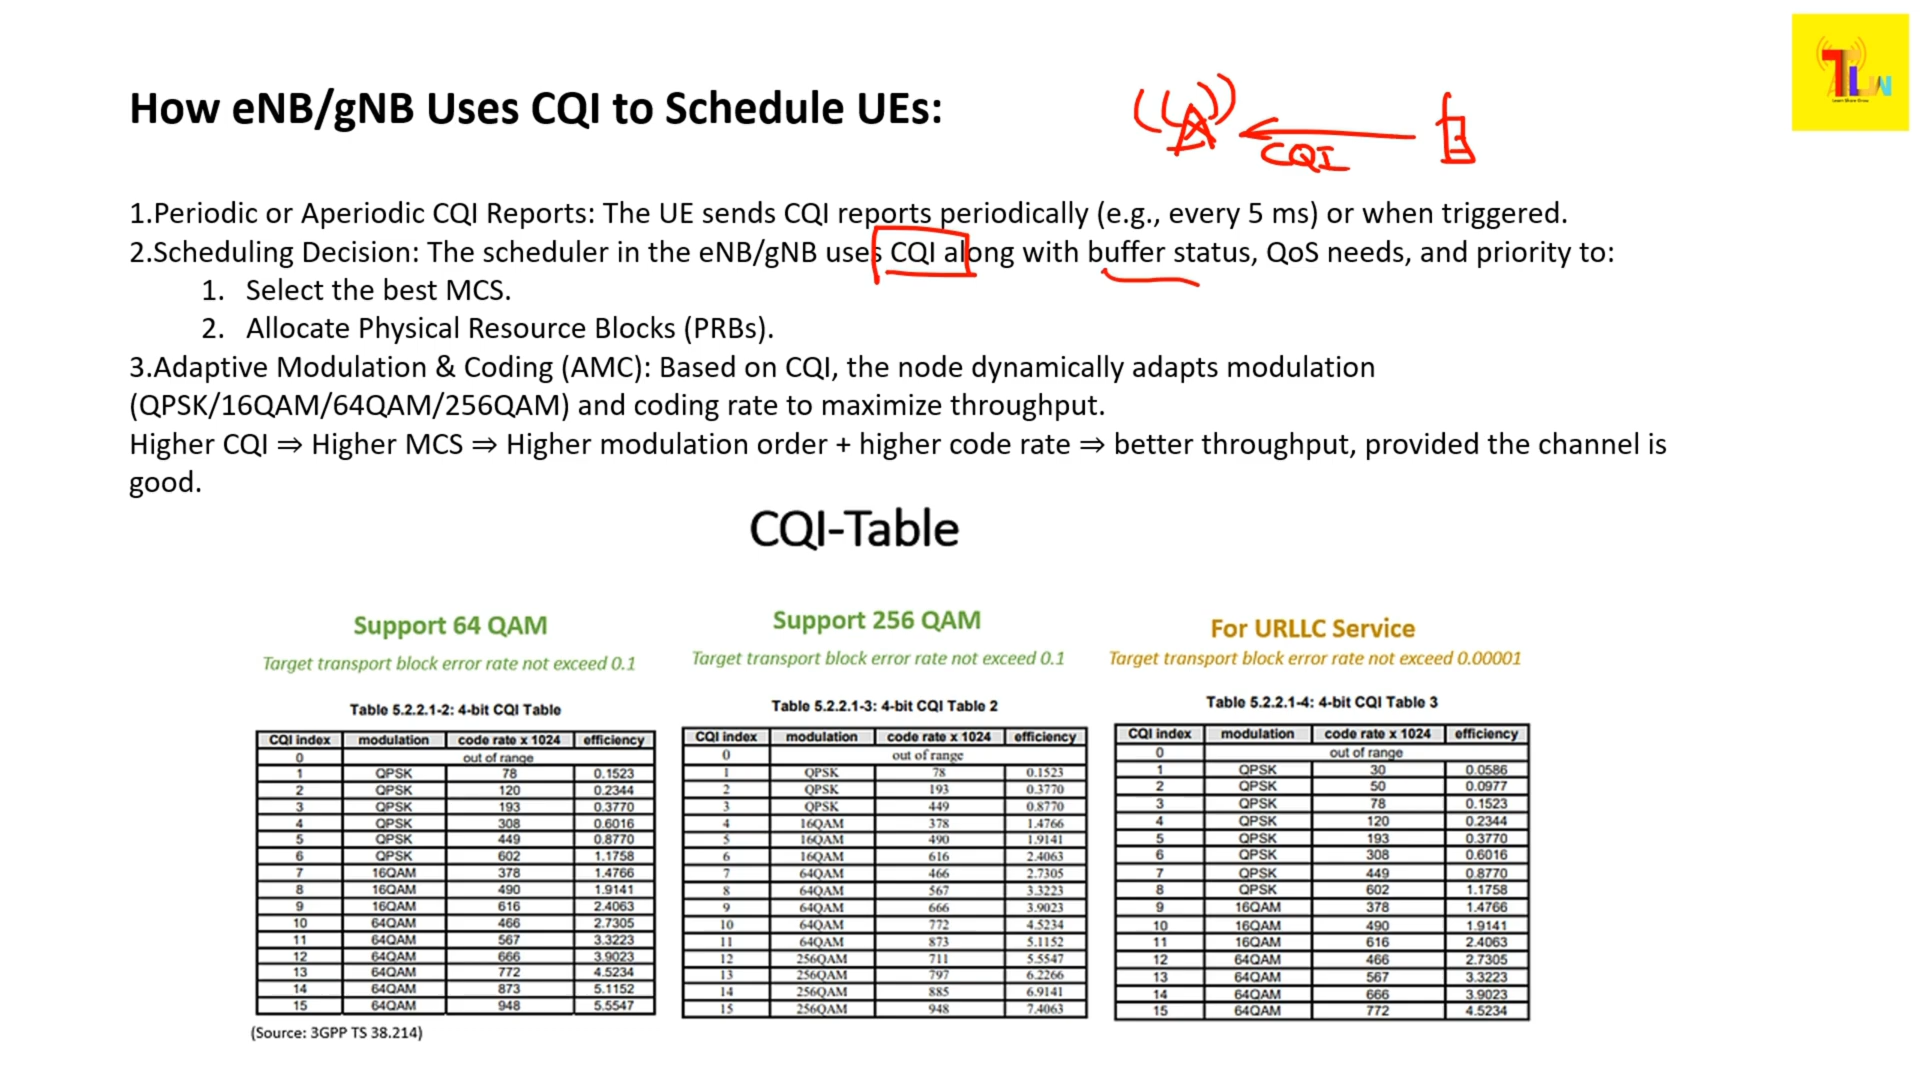 How eNB/gNB Uses CQI to Schedule UEs:
CQI
1.Periodic or Aperiodic CQI Reports: The UE sends CQI reports periodically (e.g., every 5 ms) or when triggered.
2.Scheduling Decision: The scheduler in the eNB/gNB uses CQI along with buffer status, QoS needs, and priority to:
1. Select the best MCS.
2. Allocate Physical Resource Blocks (PRBs).
3.Adaptive Modulation & Coding (AMC): Based on CQI, the node dynamically adapts modulation
(QPSK/16QAM/64QAM/256QAM) and coding rate to maximize throughput.
Higher CQI ⇒ Higher MCS ⇒ Higher modulation order + higher code rate ⇒ better throughput, provided the channel is
good.
CQI-Table
Support 64 QAM
Target transport block error rate not exceed 0.1
Table 5.2.2.1-2: 4-bit CQI Table
CQI index modulation code rate x 1024 efficiency
0 out of range
1 QPSK 78 0.1523
2 QPSK 120 0.2344
3 QPSK 193 0.3770
4 QPSK 308 0.6016
5 QPSK 449 0.8770
6 QPSK 602 1.1758
7 16QAM 378 1.4766
8 16QAM 490 1.9141
9 16QAM 616 2.4063
10 64QAM 466 2.7305
11 64QAM 567 3.3223
12 64QAM 666 3.9023
13 64QAM 772 4.5234
14 64QAM 873 5.1152
15 64QAM 948 5.5547
(Source: 3GPP TS 38.214)
Support 256 QAM
Target transport block error rate not exceed 0.1
Table 5.2.2.1-3: 4-bit CQI Table 2
CQI index modulation code rate x 1024 efficiency
0 out of range
1 QPSK 78 0.1523
2 QPSK 193 0.3770
3 QPSK 449 0.8770
4 16QAM 378 1.4766
5 16QAM 490 1.9141
6 16QAM 616 2.4063
7 64QAM 466 2.7305
8 64QAM 567 3.3223
9 64QAM 666 3.9023
10 64QAM 772 4.5234
11 64QAM 873 5.1152
12 256QAM 711 5.5547
13 256QAM 797 6.2266
14 256QAM 885 6.9141
15 256QAM 948 7.4063
For URLLC Service
Target transport block error rate not exceed 0.00001
Table 5.2.2.1-4: 4-bit CQI Table 3
CQI index modulation code rate x 1024 efficiency
0 out of range
1 QPSK 30 0.0586
2 QPSK 50 0.0977
3 QPSK 78 0.1523
4 QPSK 120 0.2344
5 QPSK 193 0.3770
6 QPSK 308 0.6016
7 QPSK 449 0.8770
8 QPSK 602 1.1758
9 16QAM 378 1.4766
10 16QAM 490 1.9141
11 16QAM 616 2.4063
12 64QAM 466 2.7305
13 64QAM 567 3.3223
14 64QAM 666 3.9023
15 64QAM 772 4.5234